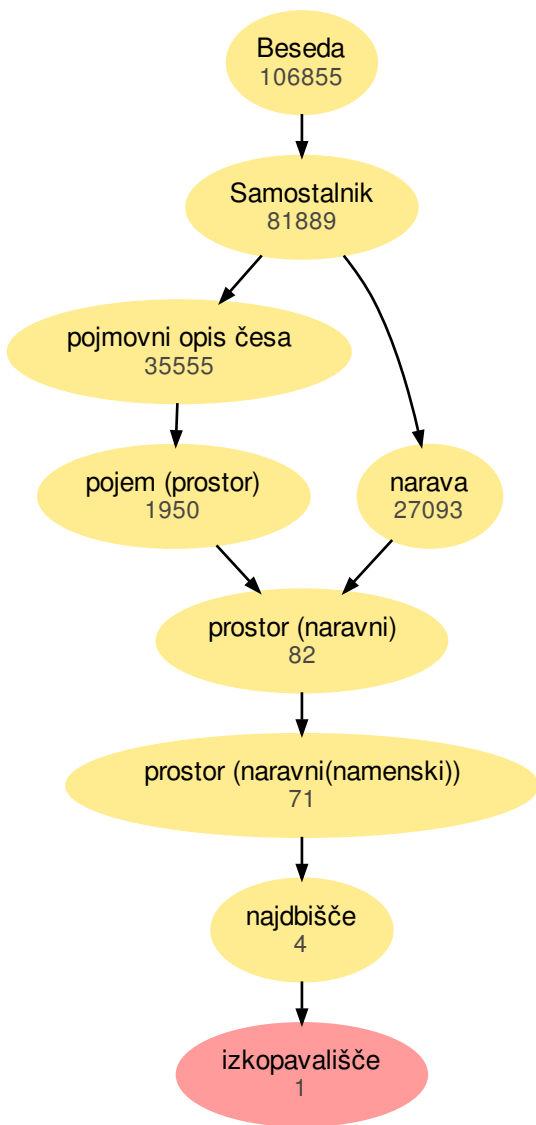 Beseda
106855
Samostalnik
81889
pojmovni opis česa
35555
pojem (prostor)
1950
narava
27093
prostor (naravni)
82
prostor (naravni(namenski))
71
najdbišče
4
izkopavališče
1